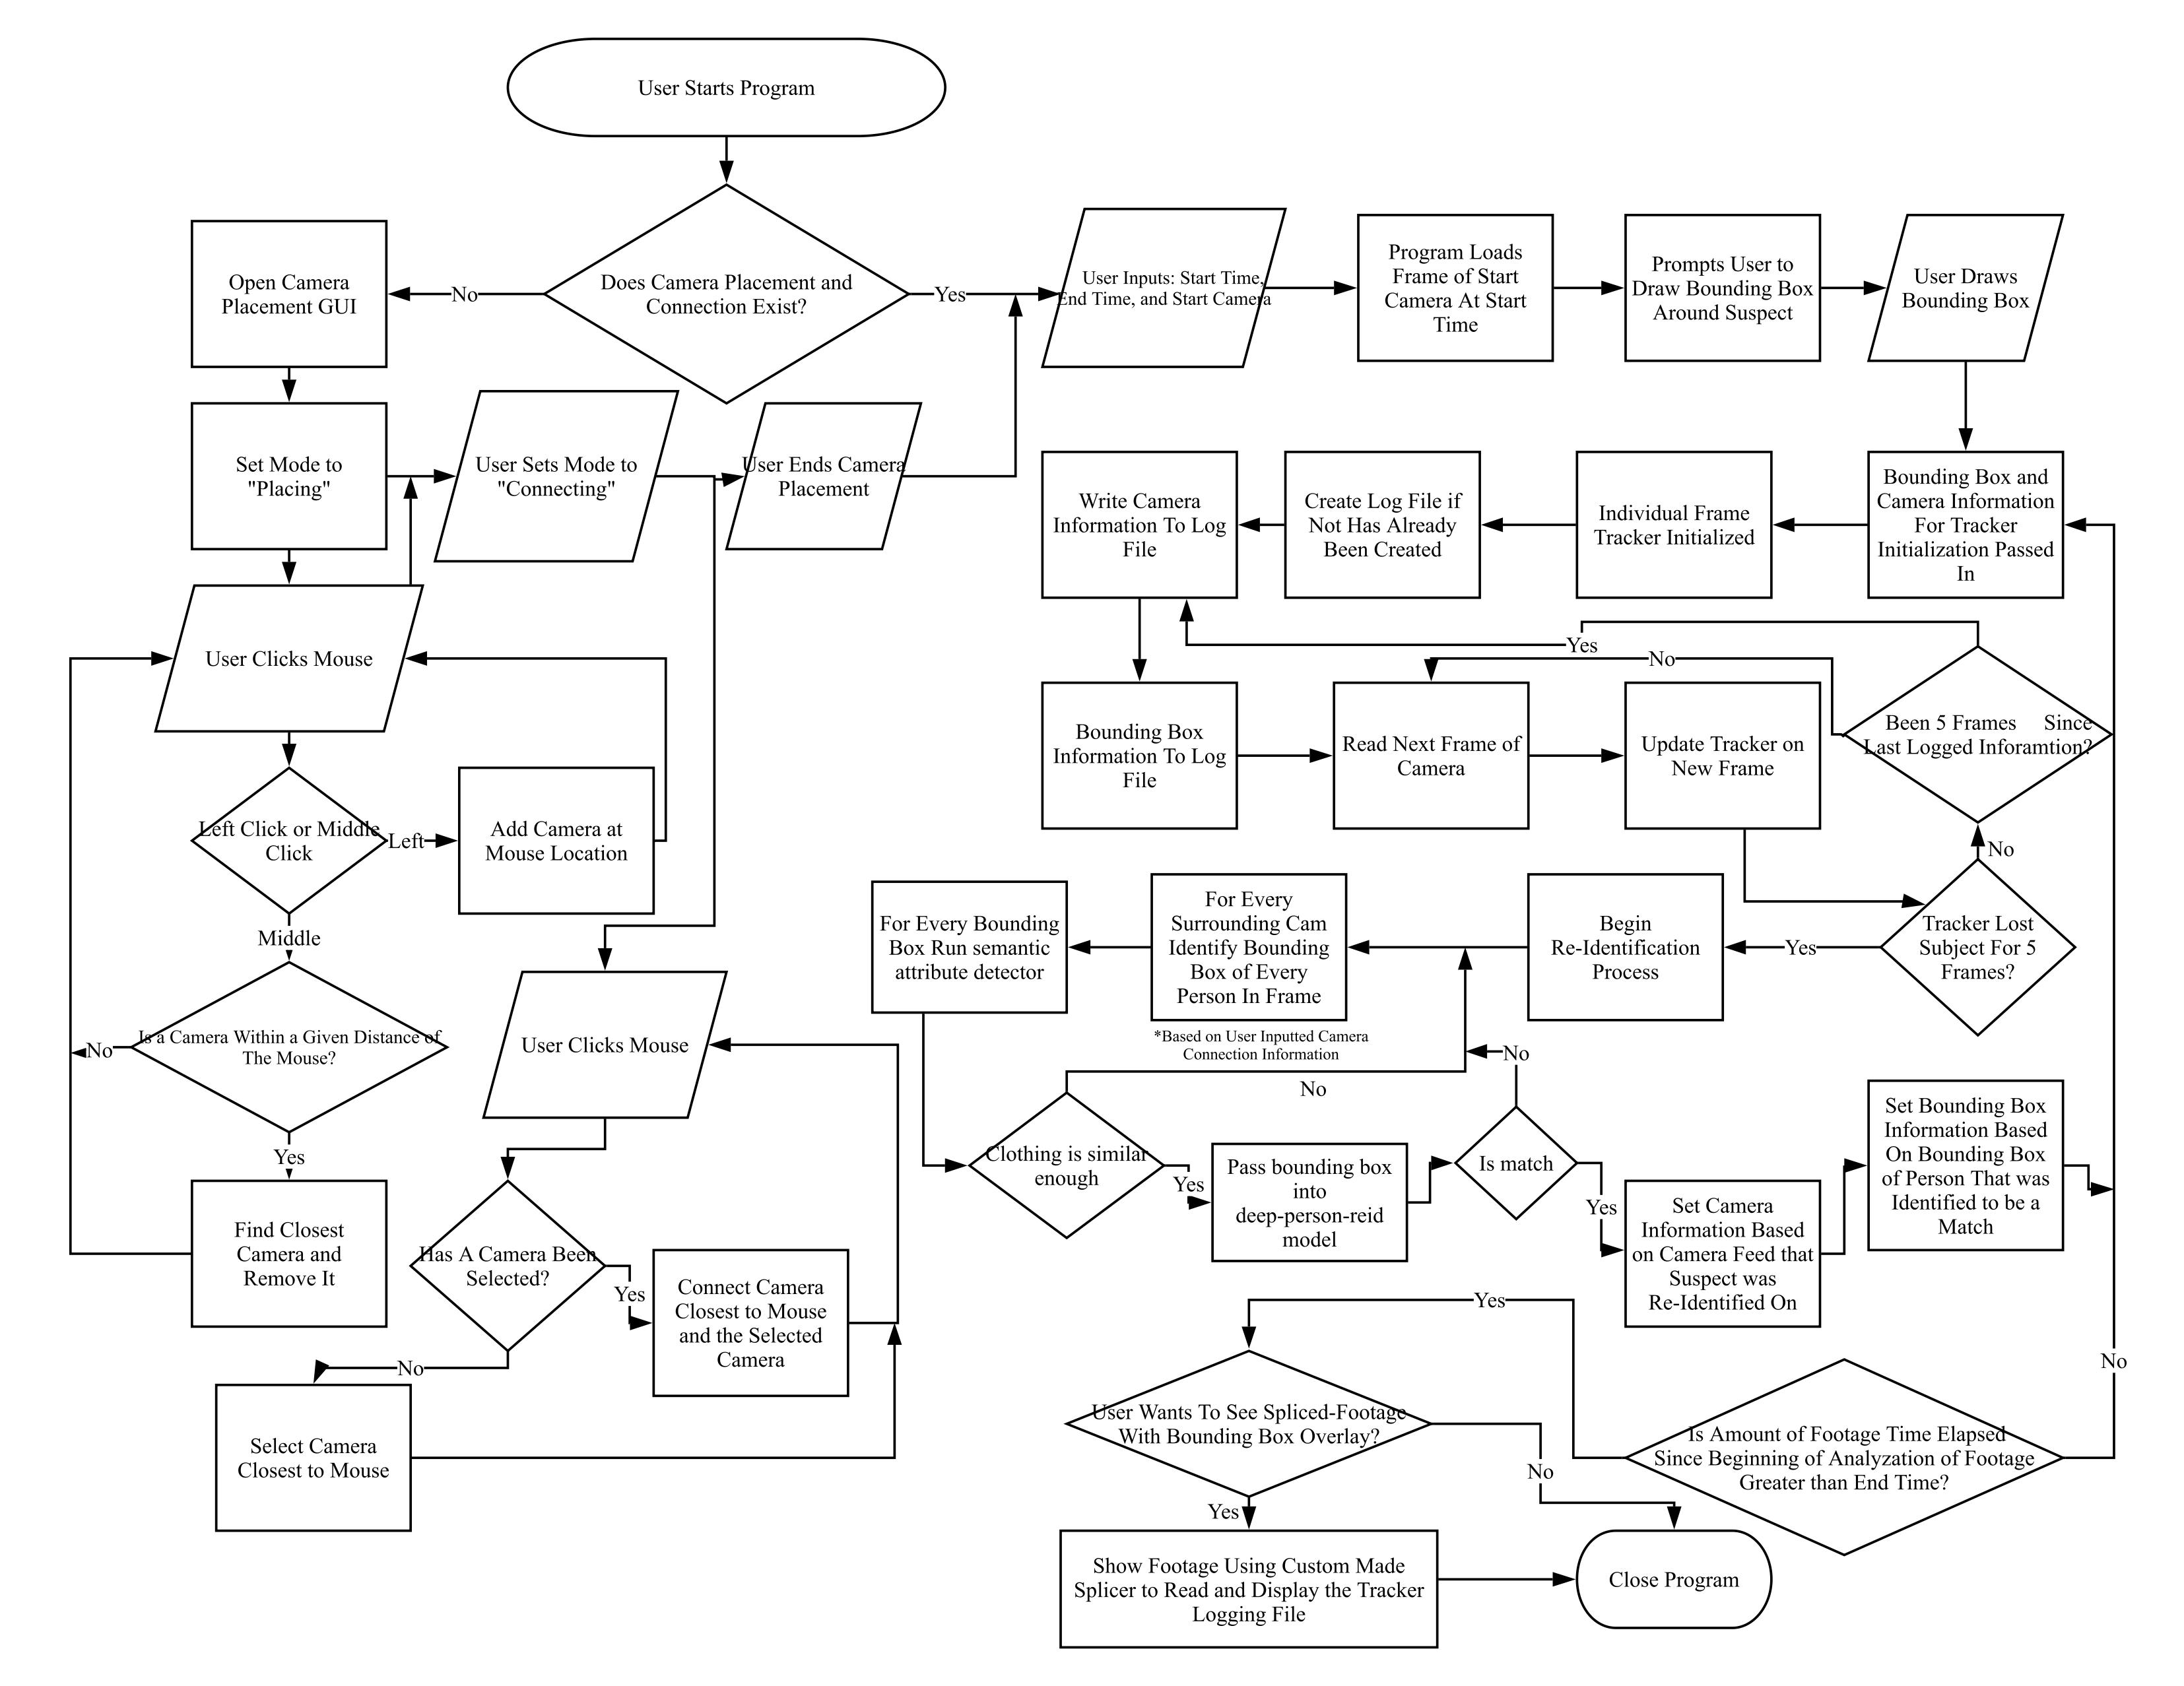 User Starts Program
Does Camera Placement and
Connection Exist?
No
Yes
Open Camera
Placement GUI
User Inputs: Start Time,
End Time, and Start Camera
Program Loads
Frame of Start
Camera At Start
Time
Prompts User to
Draw Bounding Box
Around Suspect
User Draws
Bounding Box
Set Mode to
"Placing"
User Sets Mode to
"Connecting"
User Ends Camera
Placement
Write Camera
Information To Log
File
Create Log File if
Not Has Already
Been Created
Individual Frame
Tracker Initialized
Bounding Box and
Camera Information
For Tracker
Initialization Passed
In
User Clicks Mouse
Yes
No
Bounding Box
Information To Log
File
Read Next Frame of
Camera
Update Tracker on
New Frame
Been 5 Frames Since
Last Logged Inforamtion?
No
Left Click or Middle
Click
Left
Add Camera at
Mouse Location
Middle
For Every Bounding
Box Run semantic
attribute detector
For Every
Surrounding Cam
Identify Bounding
Box of Every
Person In Frame
*Based on User Inputted Camera
Connection Information
Begin
Re-Identification
Process
Yes
Tracker Lost
Subject For 5
Frames?
Is a Camera Within a Given Distance of
The Mouse?
No
Yes
User Clicks Mouse
No
No
Clothing is similar
enough
Yes
Pass bounding box
into
deep-person-reid
model
Is match
Yes
Set Camera
Information Based
on Camera Feed that
Suspect was
Re-Identified On
Set Bounding Box
Information Based
On Bounding Box
of Person That was
Identified to be a
Match
Find Closest
Camera and
Remove It
Has A Camera Been
Selected?
Yes
Connect Camera
Closest to Mouse
and the Selected
Camera
No
Select Camera
Closest to Mouse
Yes
No
User Wants To See Spliced-Footage
With Bounding Box Overlay?
No
Is Amount of Footage Time Elapsed
Since Beginning of Analyzation of Footage
Greater than End Time?
Yes
Show Footage Using Custom Made
Splicer to Read and Display the Tracker
Logging File
Close Program